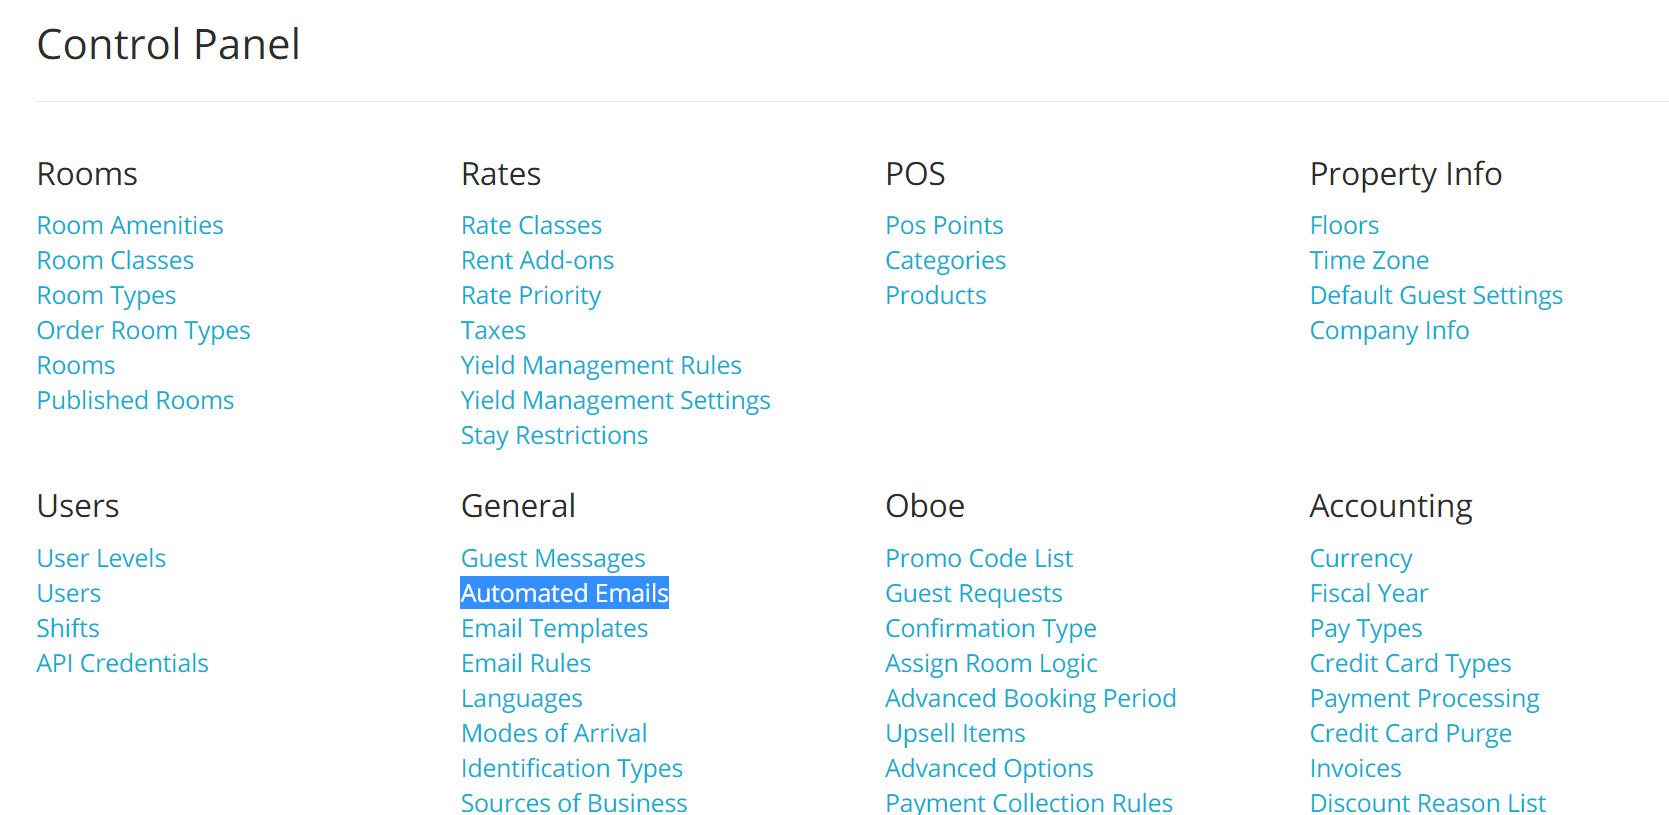 Control Panel
Rooms
Room Amenities
Room Classes
Room Types
Order Room Types
Rooms
Published Rooms
Rates
Rate Classes
Rent Add-ons
Rate Priority
Taxes
Yield Management Rules
Yield Management Settings
Stay Restrictions
POS
Pos Points
Categories
Products
Property Info
Floors
Time Zone
Default Guest Settings
Company Info
Users
User Levels
Users
Shifts
API Credentials
General
Guest Messages
Automated Emails
Email Templates
Email Rules
Languages
Modes of Arrival
Identification Types
Sources of Business
Oboe
Promo Code List
Guest Requests
Confirmation Type
Assign Room Logic
Advanced Booking Period
Upsell Items
Advanced Options
Payment Collection Rules
Accounting
Currency
Fiscal Year
Pay Types
Credit Card Types
Payment Processing
Credit Card Purge
Invoices
Discount Reason List